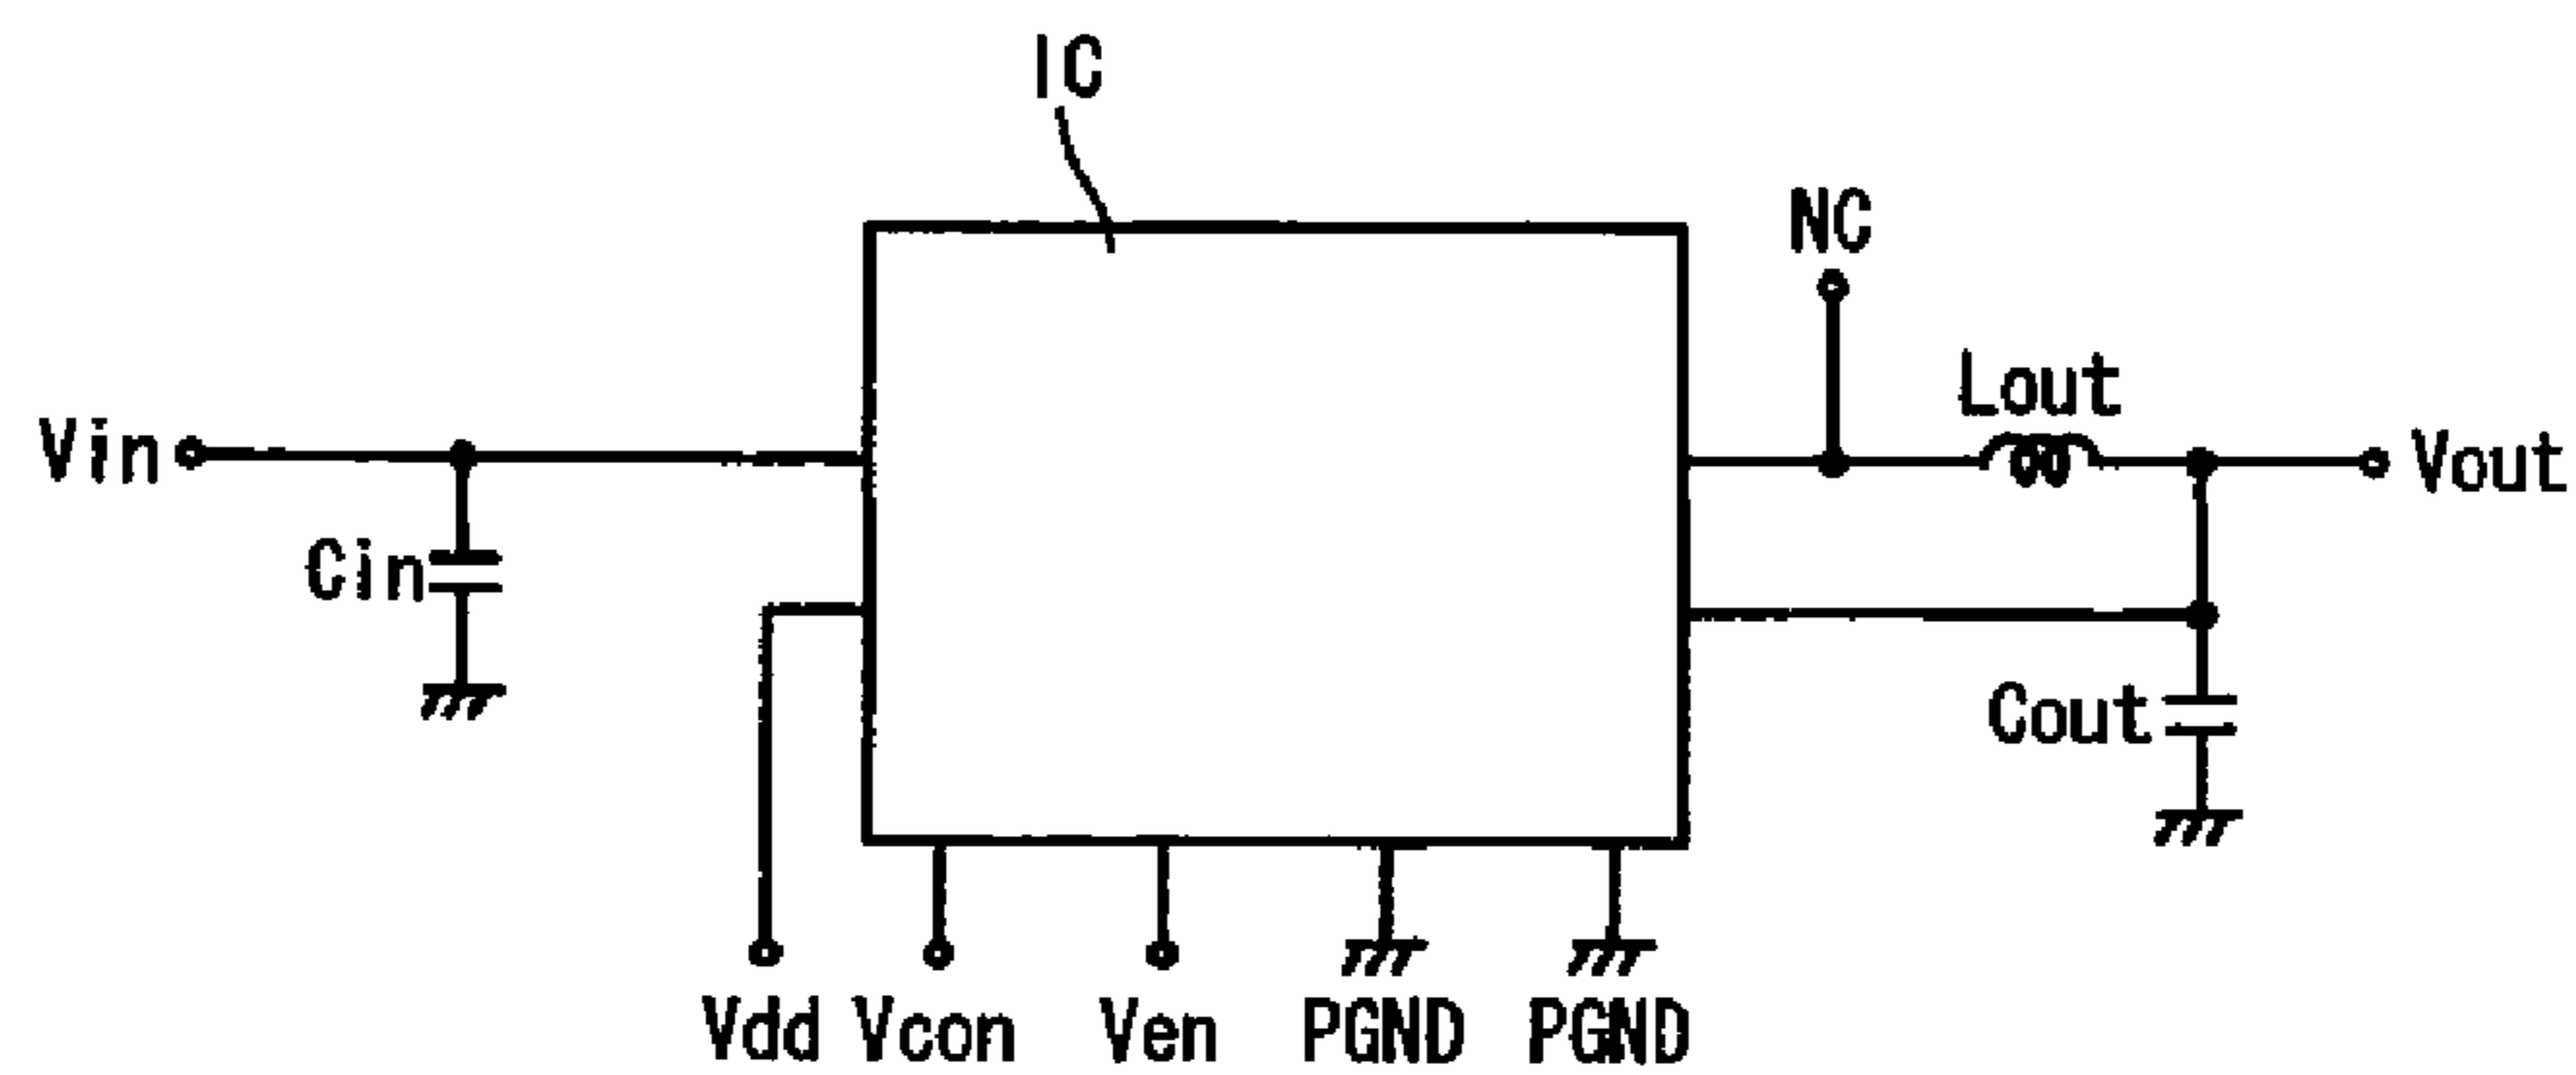 IC
NC
Lout
Vin
Vout
Cin
Cout
Vdd Vcon Ven PGND PGND